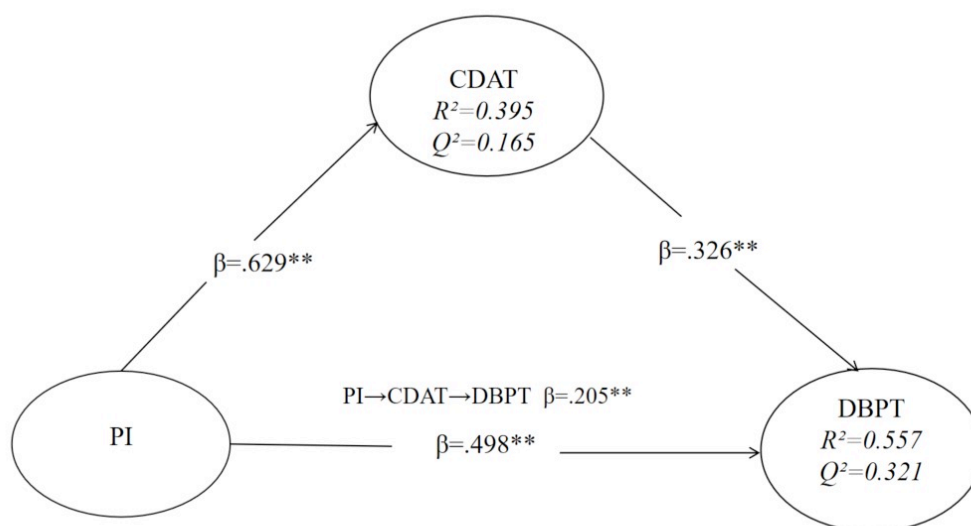 CDAT
R²=0.395
Q²=0.165
β=.629**
β=.326**
PI→CDAT→DBPT β=.205**
PI
β=.498**
DBPT
R²=0.557
Q²=0.321